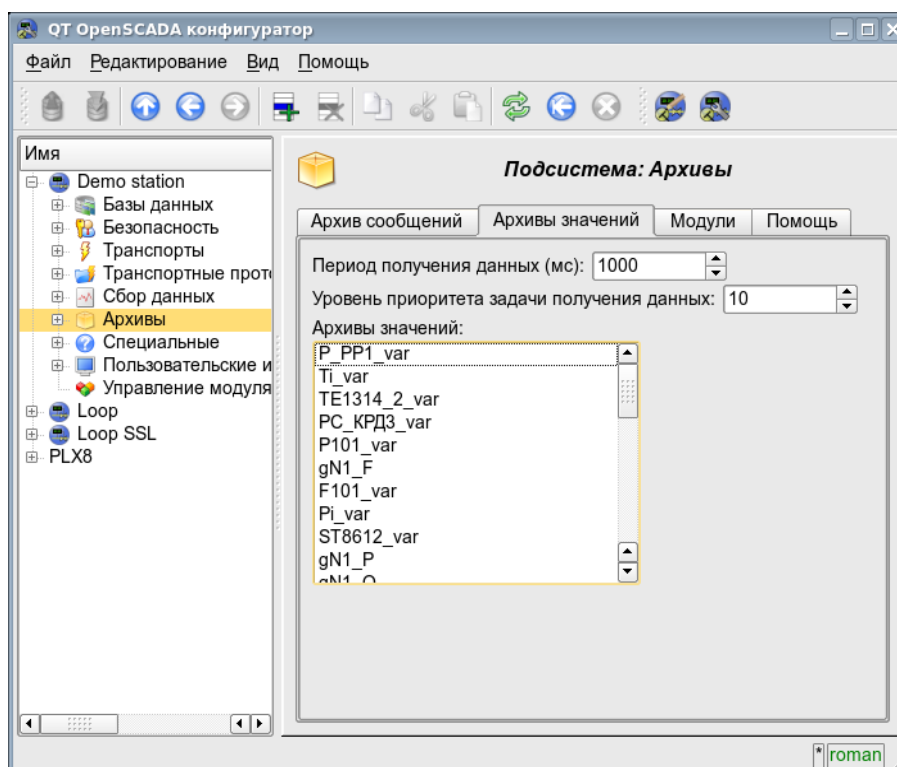 QT OpenSCADA конфигуратор
Файл Редактирование Вид Помощь
Имя
Demo station
Базы данных
Безопасность
Транспорты
Транспортные прото
Сбор данных
Архивы
Специальные
Пользовательские и
Управление модуля
Loop
Loop SSL
PLX8
Подсистема: Архивы
Архив сообщений Архивы значений Модули Помощь
Период получения данных (мс): 1000
Уровень приоритета задачи получения данных: 10
Архивы значений:
P_PP1_var
Ti_var
TE1314_2_var
PC_КРД3_var
P101_var
gN1_F
F101_var
Pi_var
ST8612_var
gN1_P
gN1_Q
* roman